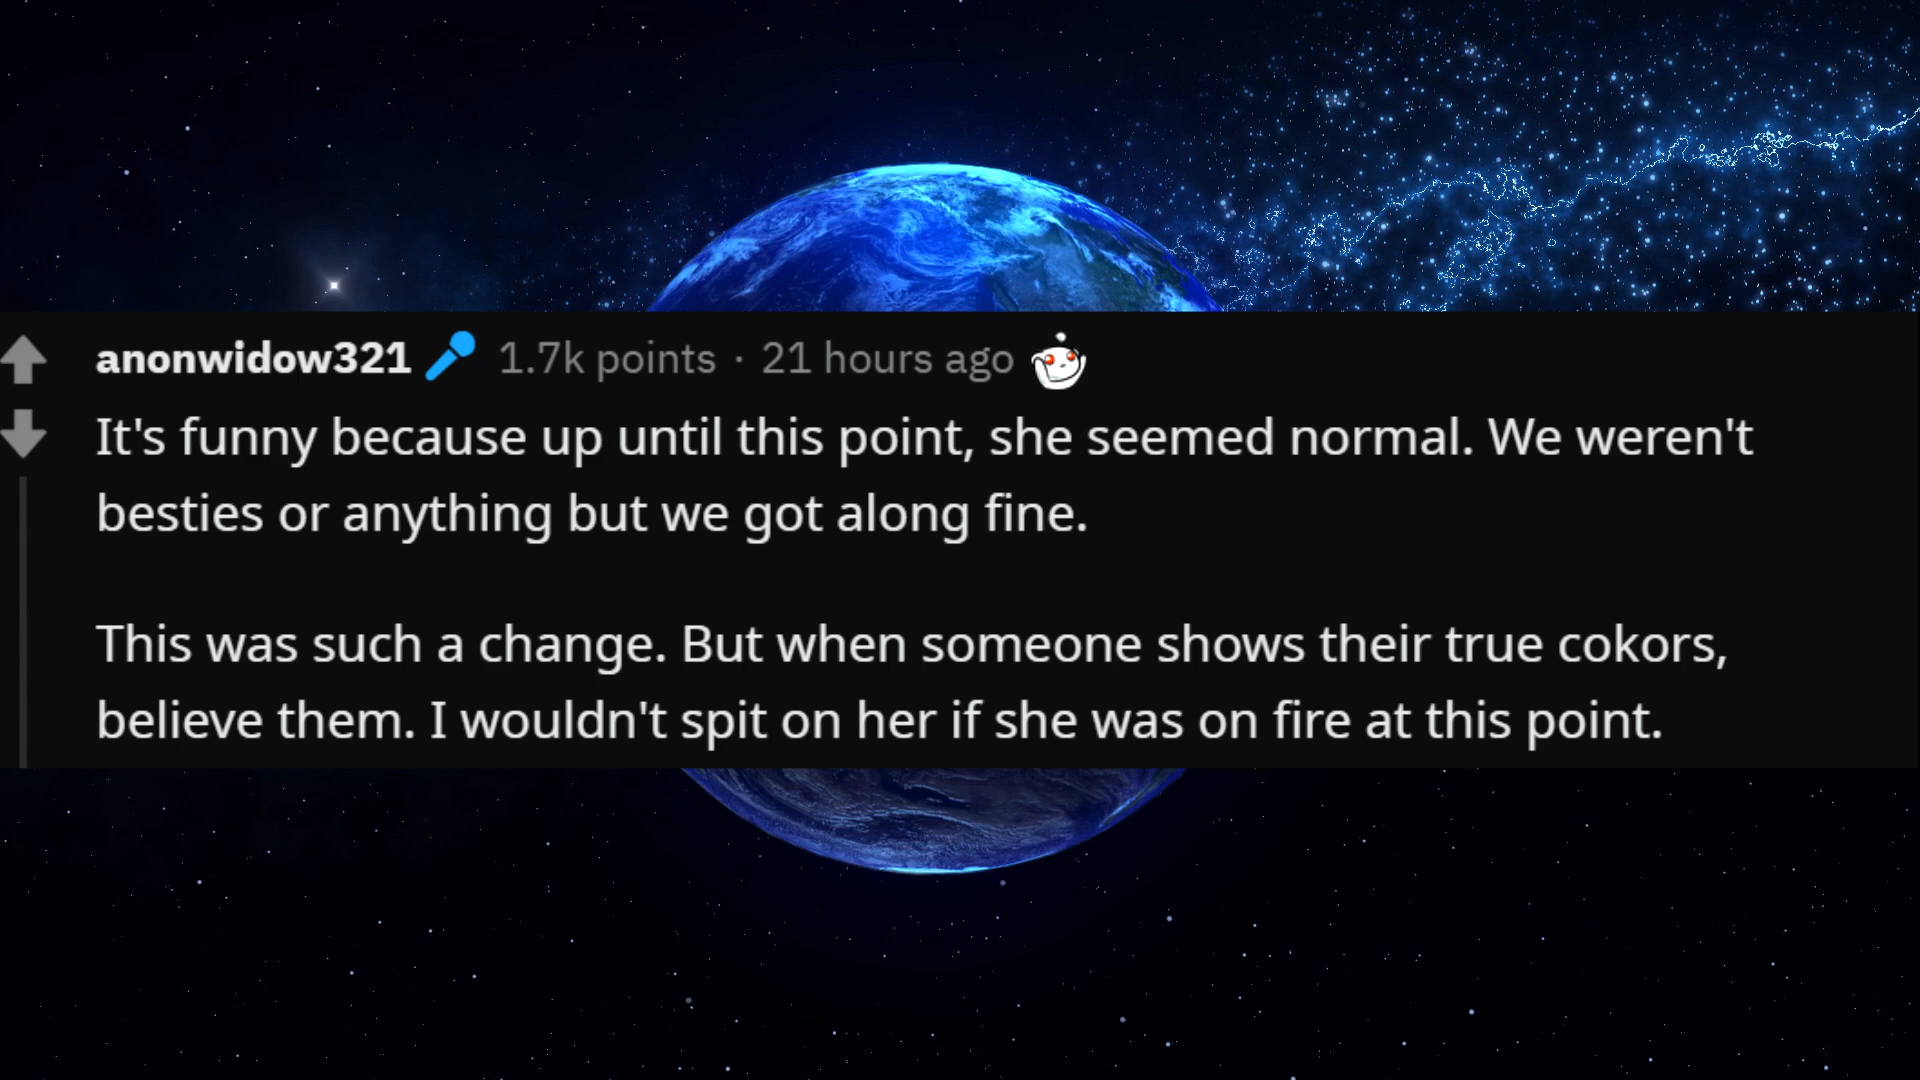 anonwidow321 1.7k points · 21 hours ago
It's funny because up until this point, she seemed normal. We weren't
besties or anything but we got along fine.
This was such a change. But when someone shows their true cokors,
believe them. I wouldn't spit on her if she was on fire at this point.